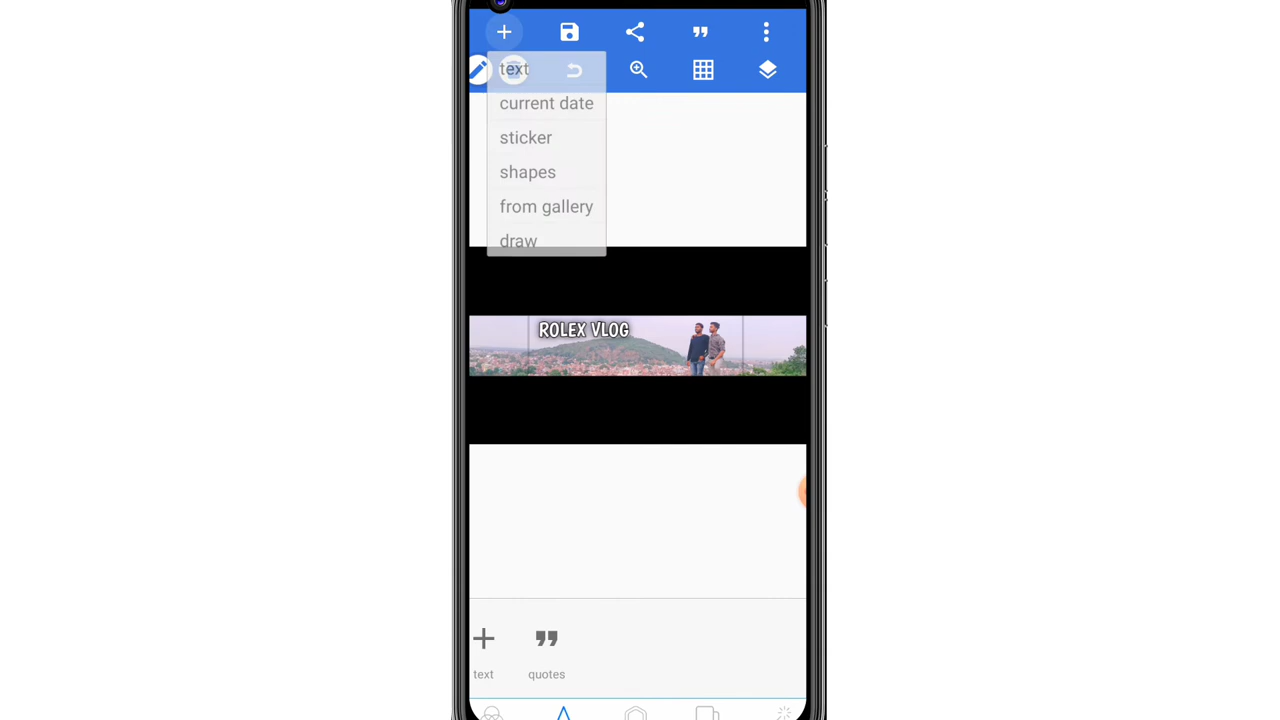 text
current date
sticker
shapes
from gallery
draw
ROLEX VLOG
text
quotes